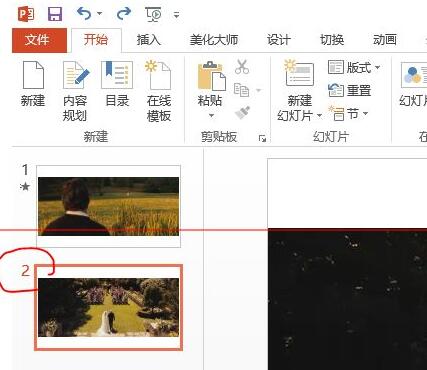 文件 开始 插入 美化大师 设计 切换 动画
新建 内容规划 目录 在线模板 粘贴 新建幻灯片 版式 重置 节 幻灯片
新建 剪贴板 幻灯片
1
2